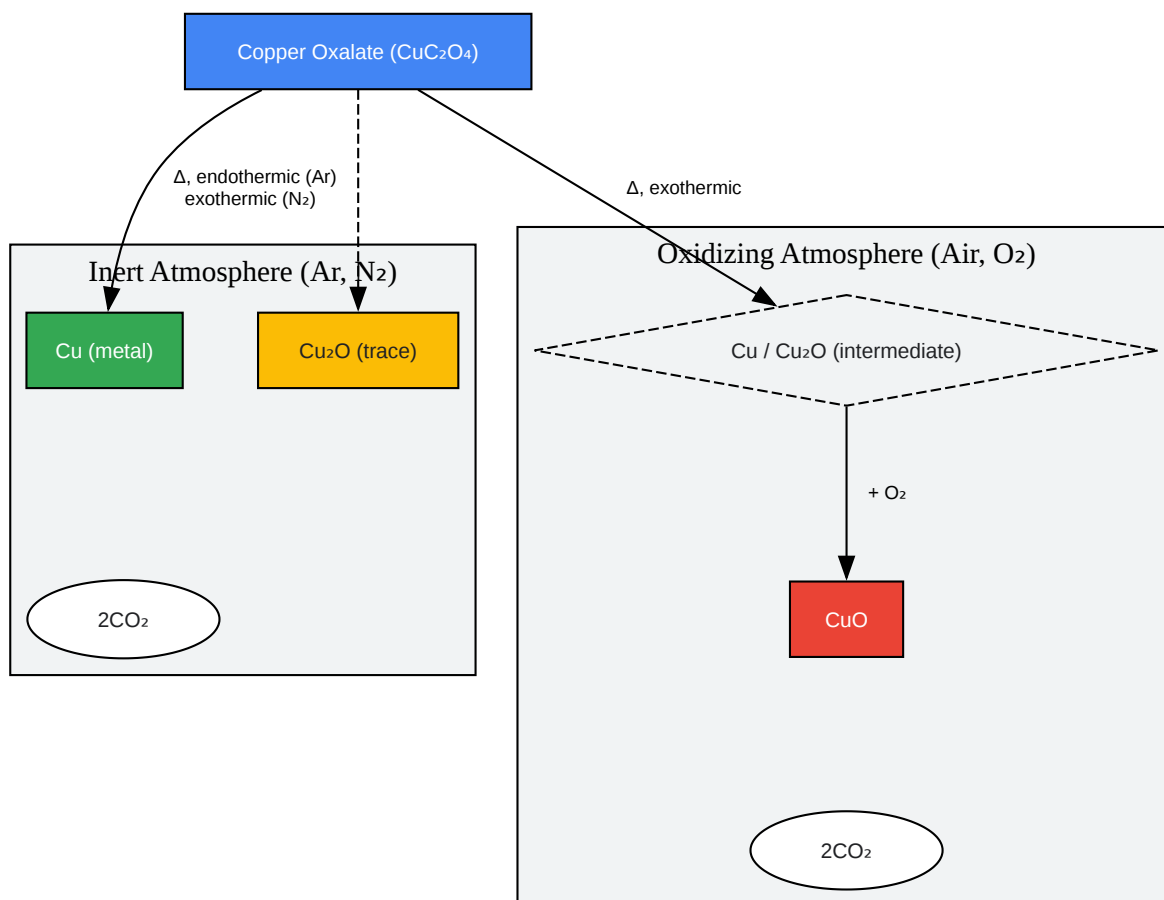 Copper Oxalate (CuC₂O₄)
Δ, endothermic (Ar)
exothermic (N₂)
Δ, exothermic
Inert Atmosphere (Ar, N₂)
Oxidizing Atmosphere (Air, O₂)
Cu (metal)
Cu₂O (trace)
Cu / Cu₂O (intermediate)
+ O₂
2CO₂
CuO
2CO₂